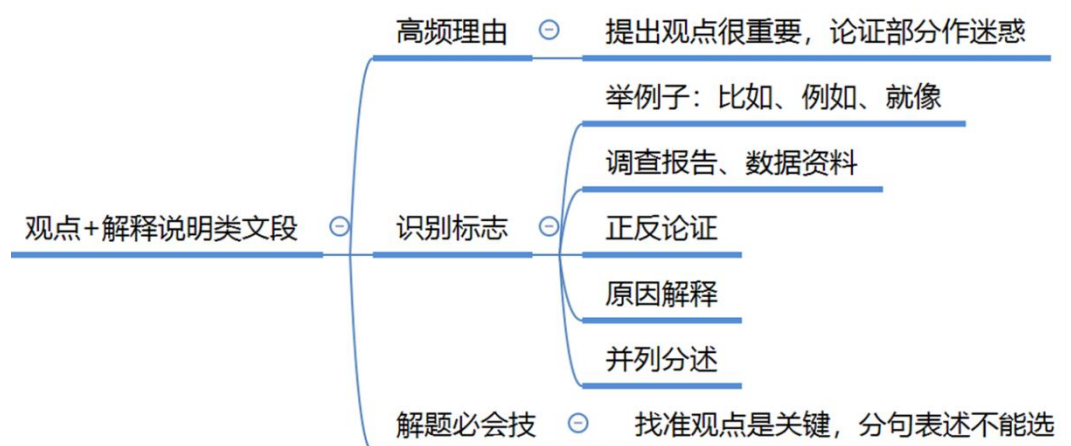 高频理由
提出观点很重要，论证部分作迷惑
举例子：比如、例如、就像
调查报告、数据资料
观点+解释说明类文段
识别标志
正反论证
原因解释
并列分述
解题必会技
找准观点是关键，分句表述不能选